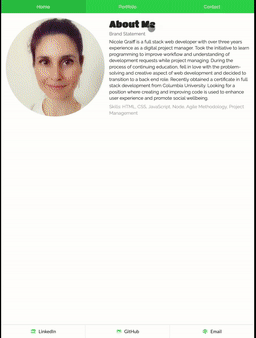 Home Portfolio Contact
About Me
Brand Statement
Nicole Graff is a full stack web developer with over three years
experience as a digital project manager. Took the initiative to learn
programming to improve workflow and understanding of
development requests while project managing. During the
process of continuing education, fell in love with the problem-
solving and creative aspect of web development and decided to
transition to a back end role. Recently obtained a certificate in full
stack development from Columbia University. Looking for a
position where creating and improving code is used to enhance
user experience and promote social wellbeing.
Skills: HTML, CSS, JavaScript, Node, Agile Methodology, Project
Management
LinkedIn GitHub Email